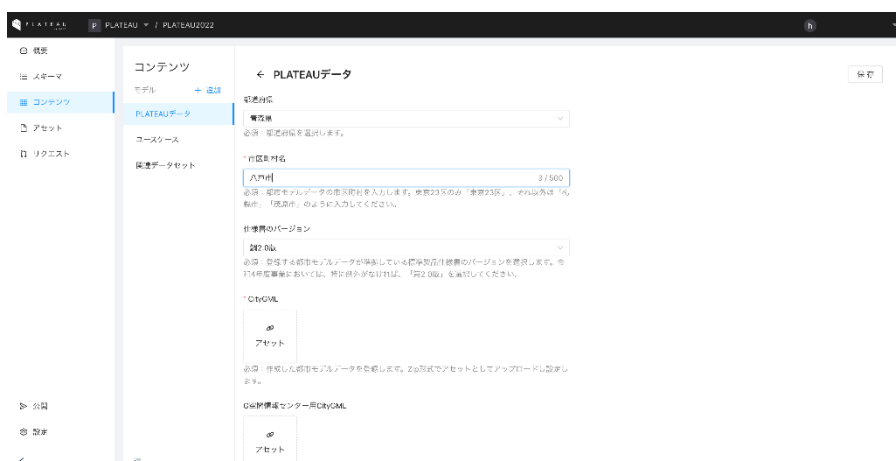 PLATEAU
P PLATEAU / PLATEAU2022
h
概要
スキーマ
コンテンツ
アセット
リクエスト
公開
設定
コンテンツ
モデル
+ 追加
PLATEAUデータ
ユースケース
関連データセット
← PLATEAUデータ
保存
都道府県
青森県
必須:都道府県を選択します。
* 市区町村名
八戸市
3 / 500
必須:都市モデルデータの市区町村を入力します。東京23区のみ「東京23区」、それ以外は「札
幌市」「茂原市」のように入力してください。
仕様書のバージョン
第2.0版
必須:登録する都市モデルデータが準拠している標準製品仕様書のバージョンを選択します。令
和4年度事業においては、特に例外がなければ、「第2.0版」を選択してください。
* CityGML
アセット
必須:作成した都市モデルデータを登録します。Zip形式でアセットとしてアップロードし設定し
ます。
G空間情報センター用CityGML
アセット